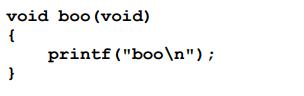 void boo(void)
{
    printf("boo\n");
}